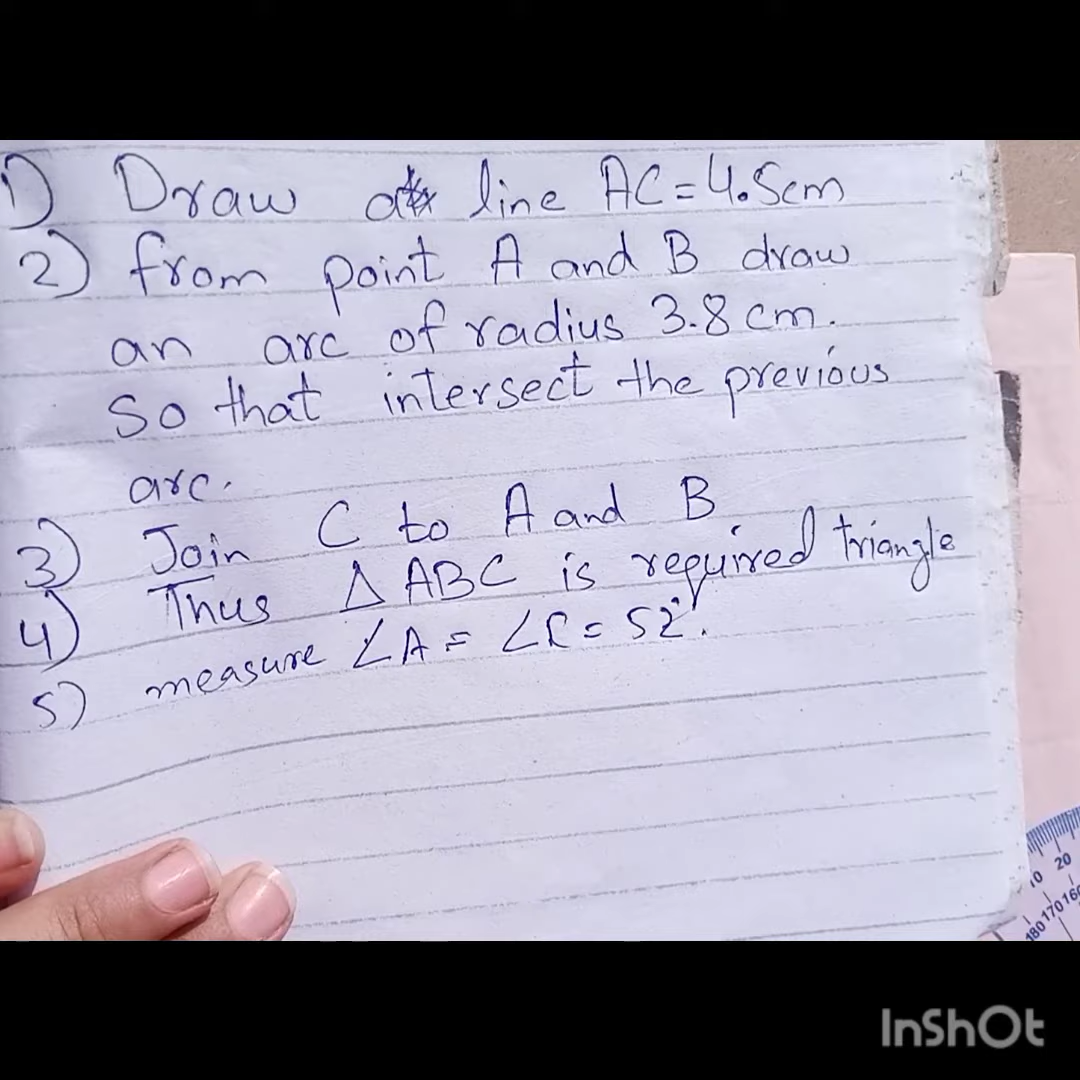 1) Draw a line AC = 4.5cm
2) from point A and B draw
an arc of radius 3.8 cm.
So that intersect the previous
arc.
3) Join C to A and B
4) Thus △ ABC is required triangle
5) measure ∠A = ∠C = 52°.
10 20
180 170 160
InShOt